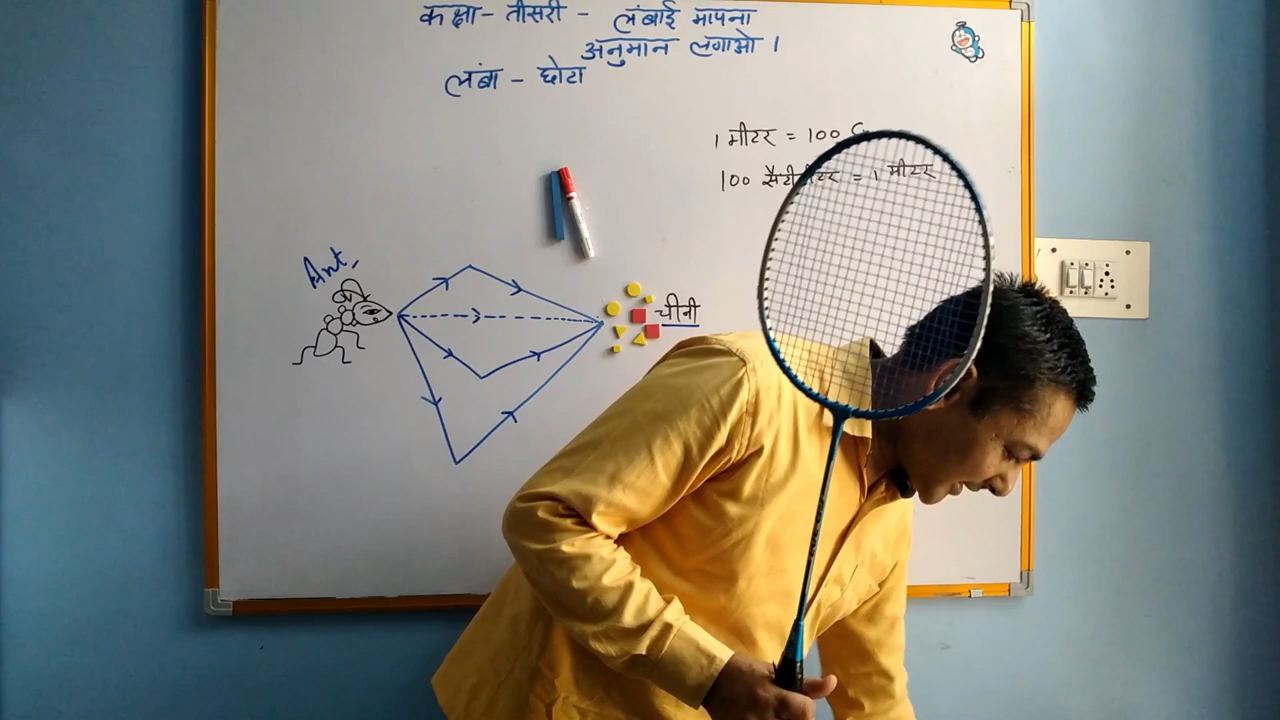 कक्षा - तीसरी - लंबाई मापना
अनुमान लगाओ ।
लंबा - छोटा
1 मीटर = 100
100 सैंटीमीटर = 1 मीटर
Ant
चीनी